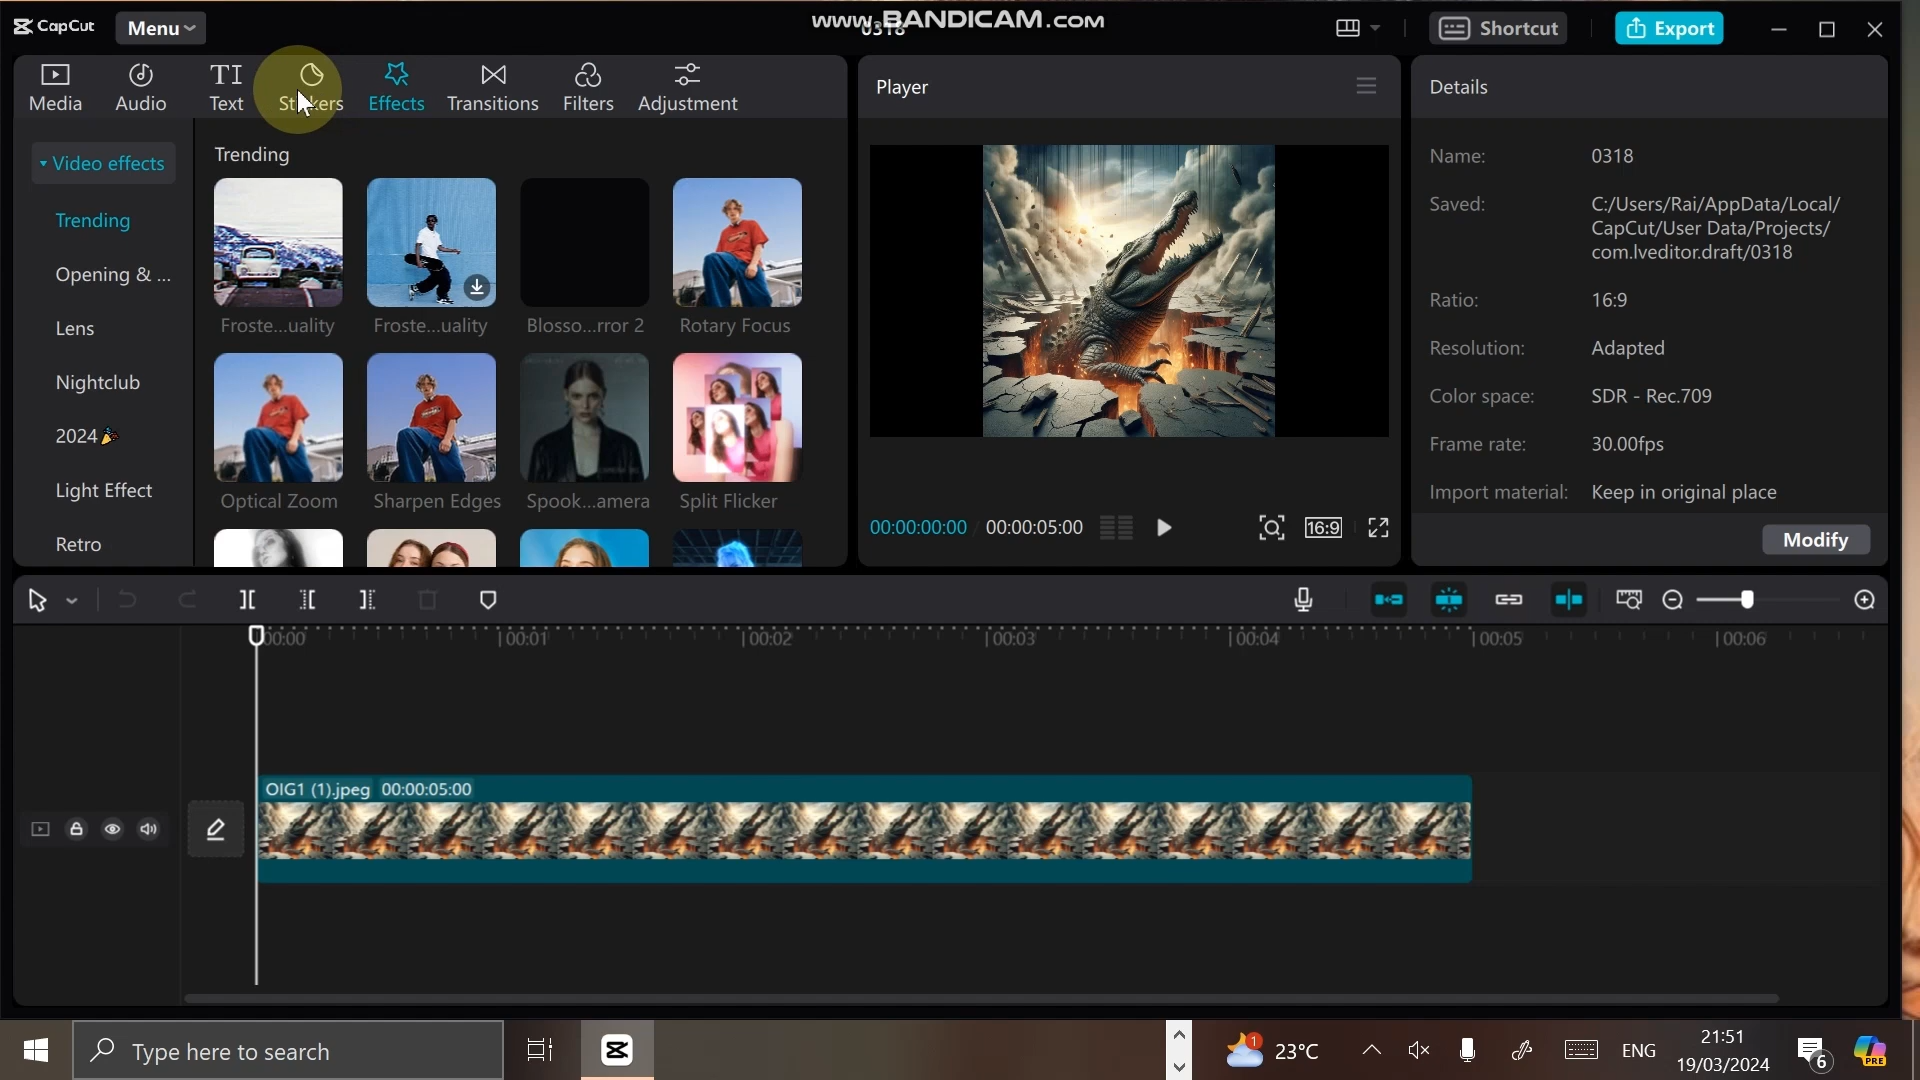 CapCut
Menu
www.BANDICAM.com
0318
Shortcut
Export
Media
Audio
Text
Stickers
Effects
Transitions
Filters
Adjustment
Video effects
Trending
Opening & ...
Lens
Nightclub
2024
Light Effect
Retro
Trending
Froste...uality
Froste...uality
Blosso...rror 2
Rotary Focus
Optical Zoom
Sharpen Edges
Spook...amera
Split Flicker
Player
00:00:00:00
00:00:05:00
16:9
Details
Name: 0318
Saved: C:/Users/Rai/AppData/Local/
CapCut/User Data/Projects/
com.lveditor.draft/0318
Ratio: 16:9
Resolution: Adapted
Color space: SDR - Rec.709
Frame rate: 30.00fps
Import material: Keep in original place
Modify
00:00
00:01
00:02
00:03
00:04
00:05
00:06
OIG1 (1).jpeg 00:00:05:00
Type here to search
1
23°C
ENG
21:51
19/03/2024
6
PRE